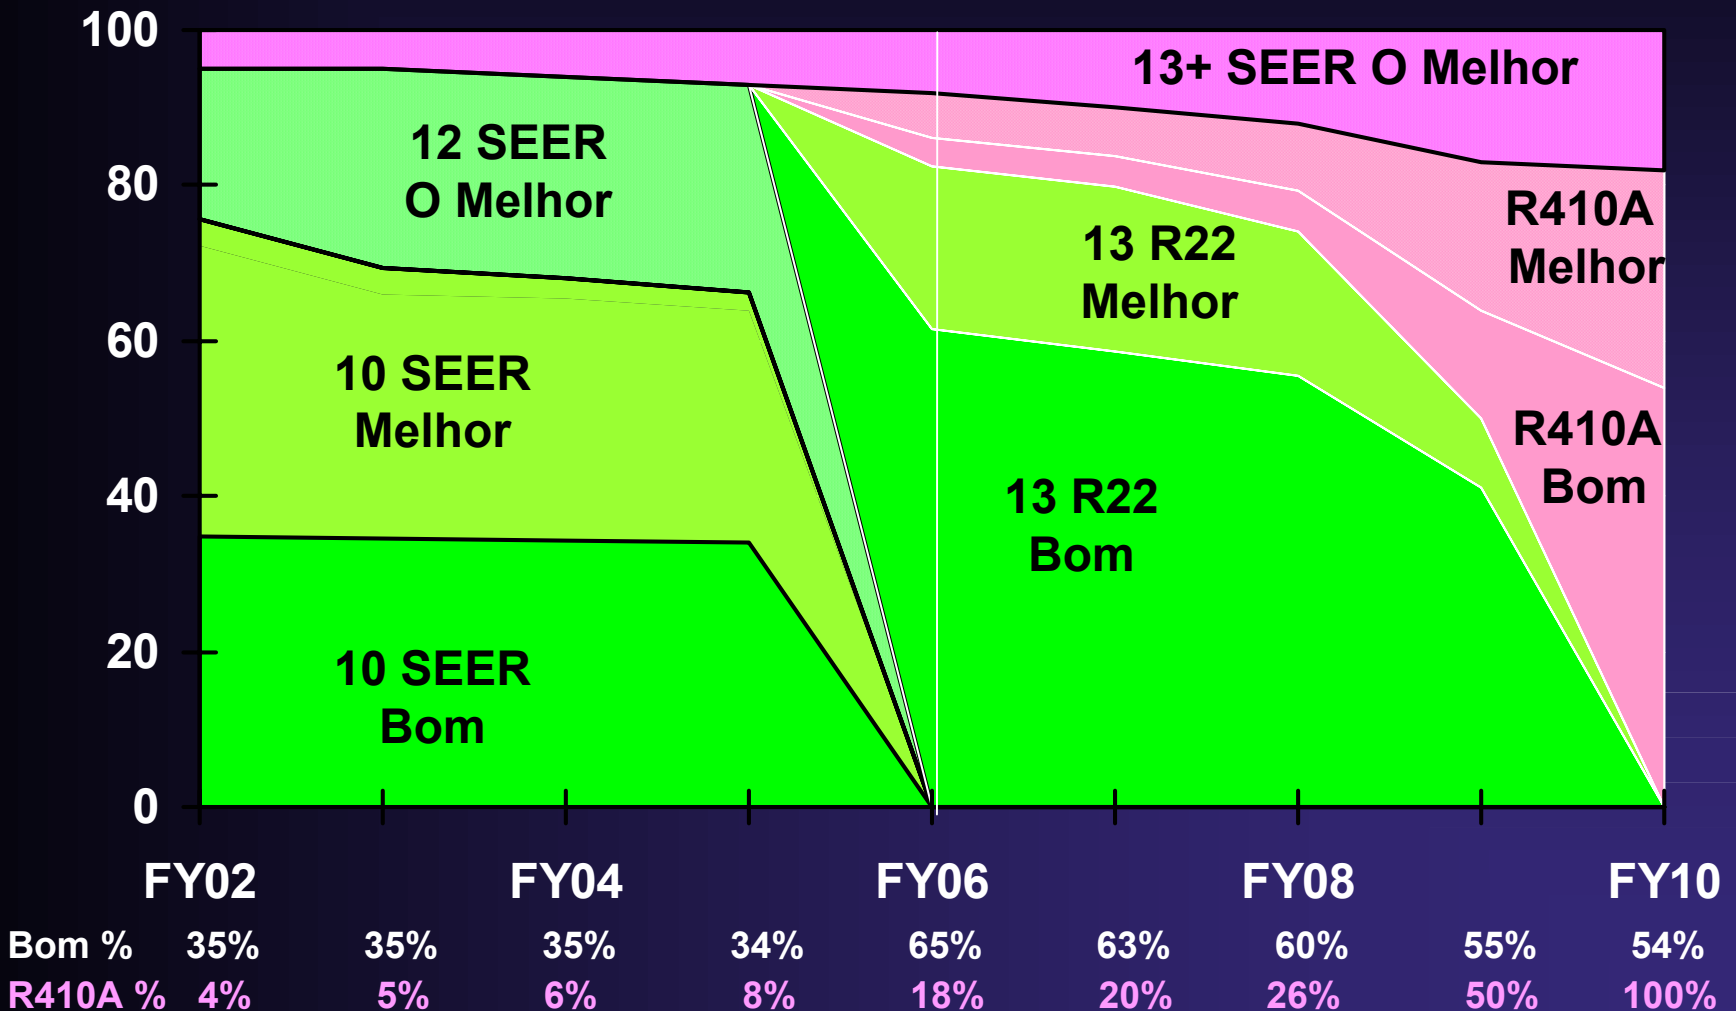 100
13+ SEER O Melhor
12 SEER
O Melhor
80
R410A
Melhor
13 R22
Melhor
60
10 SEER
Melhor
R410A
Bom
40
13 R22
Bom
20
10 SEER
Bom
0
FY02 FY04 FY06 FY08 FY10
Bom % 35% 35% 35% 34% 65% 63% 60% 55% 54%
R410A % 4% 5% 6% 8% 18% 20% 26% 50% 100%